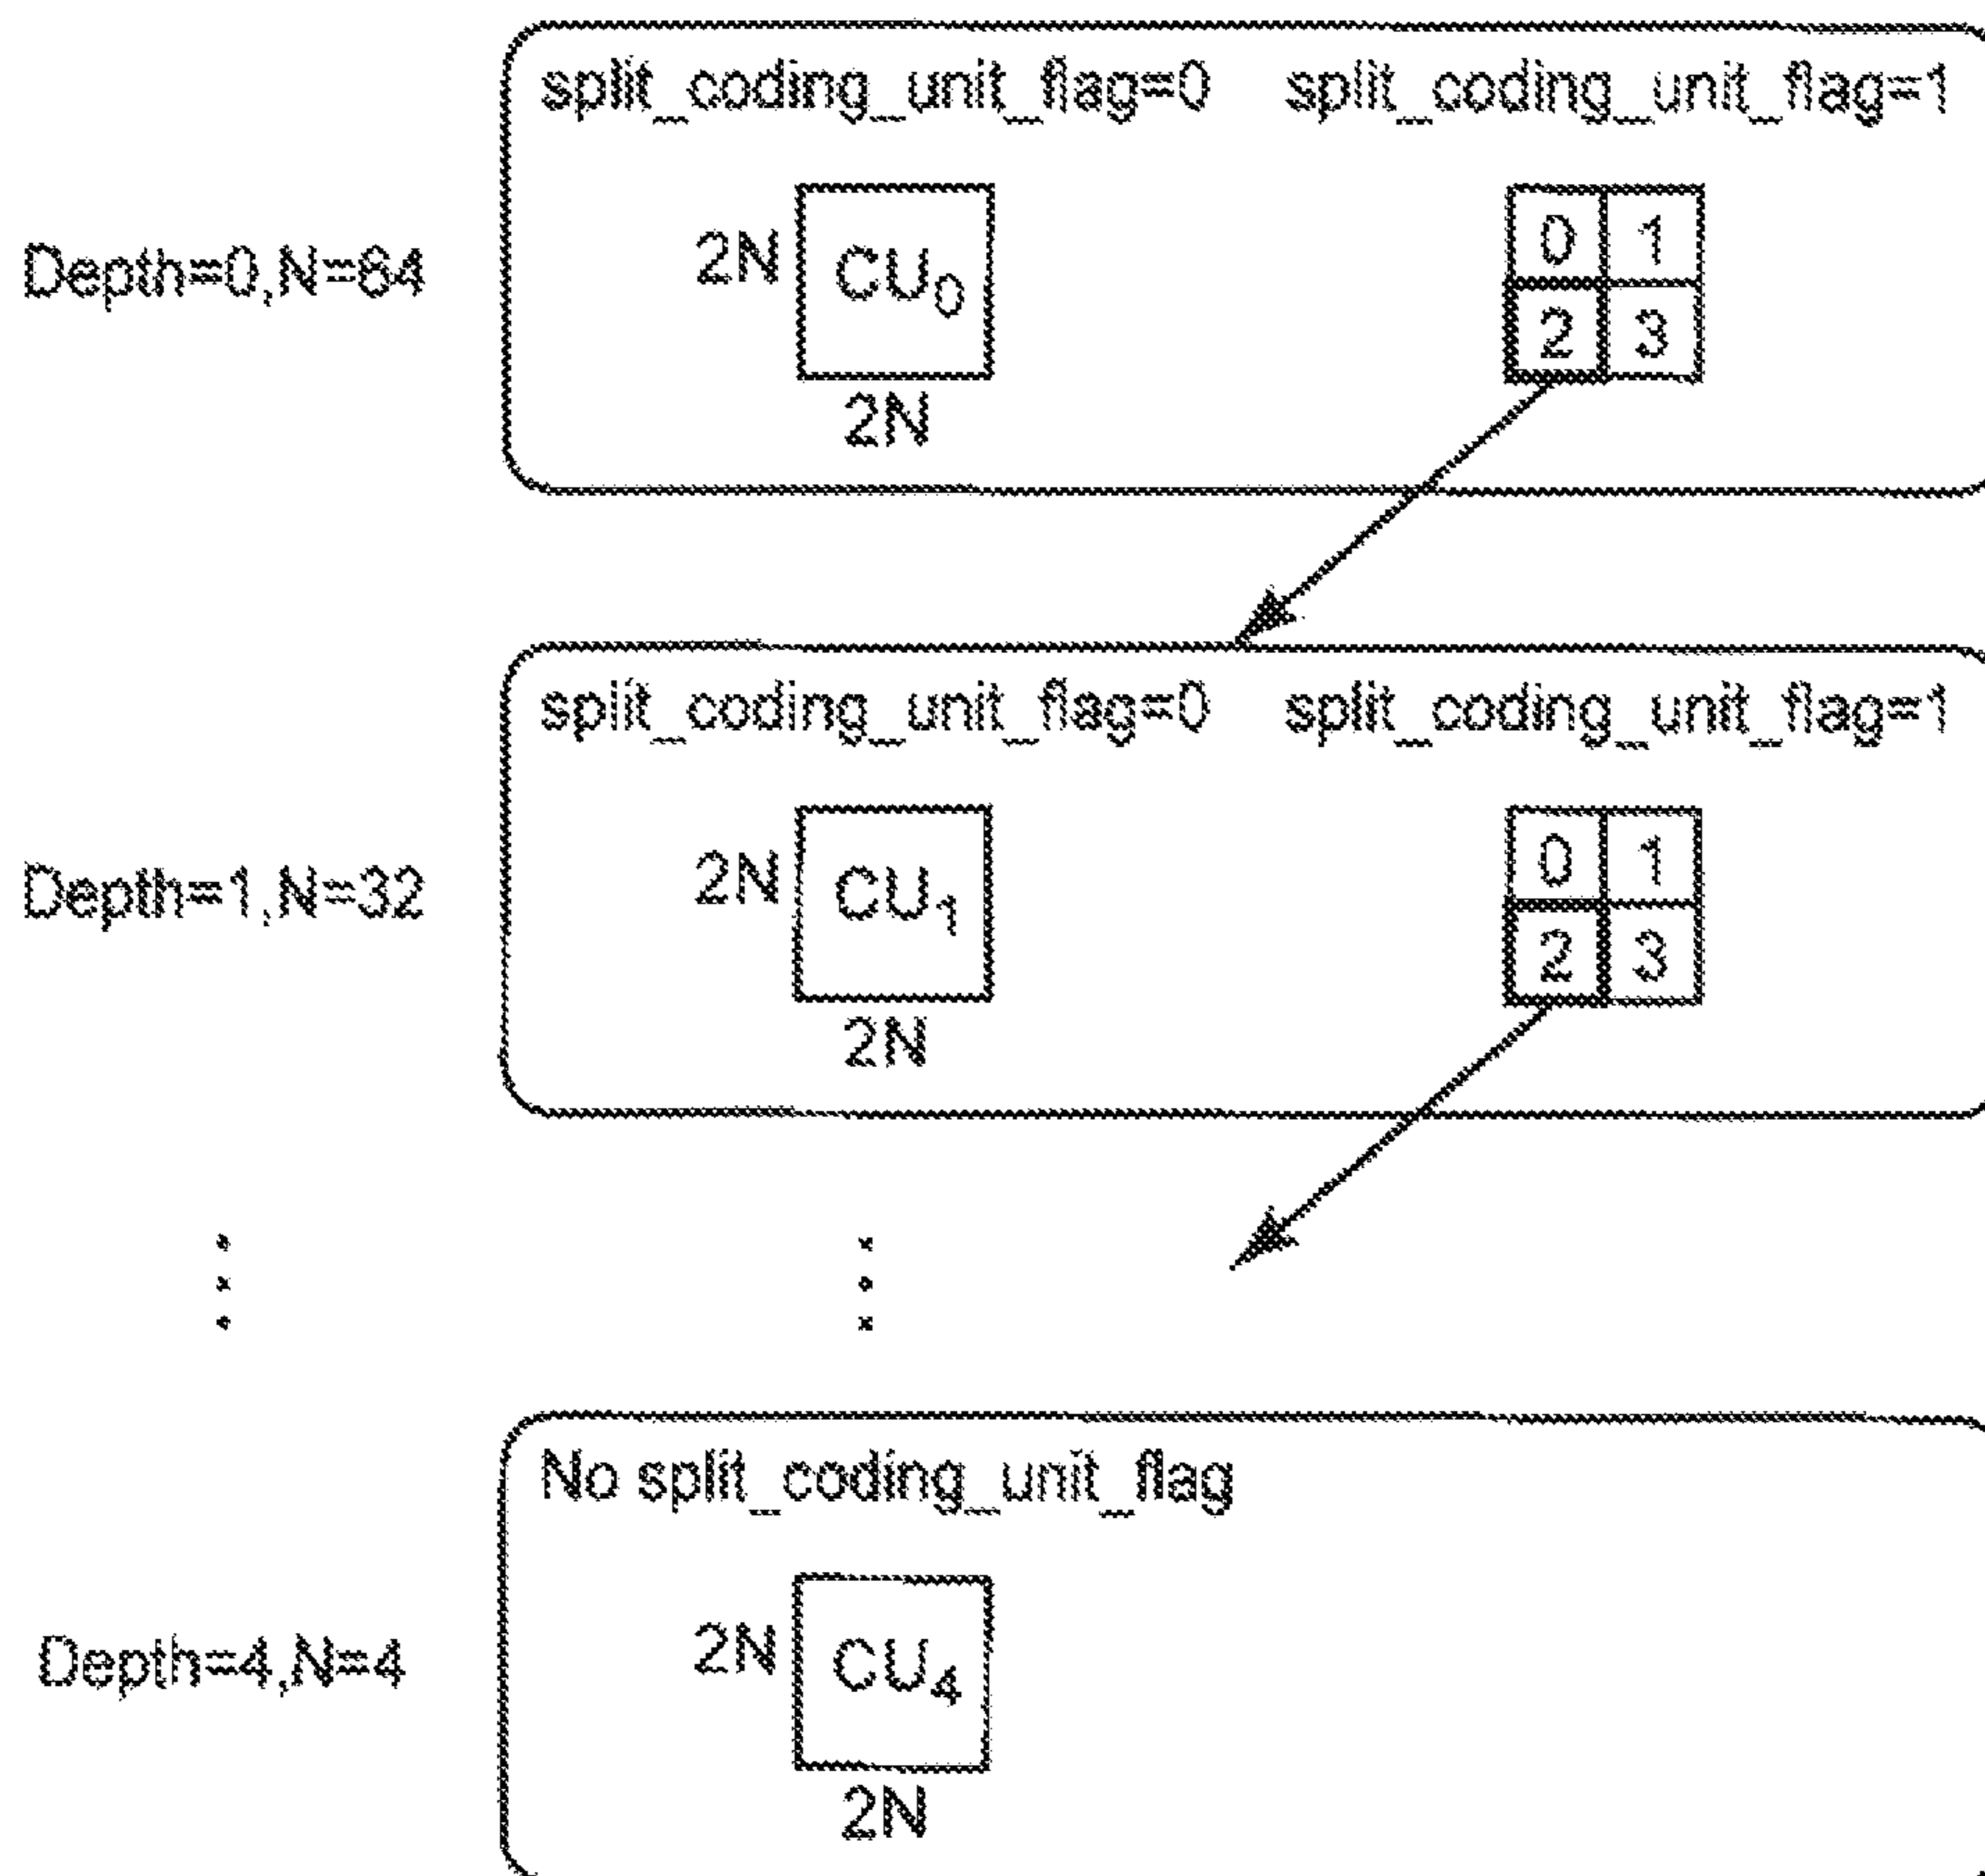 split_coding_unit_flag=0 split_coding_unit_flag=1
Depth=0,N=64
2N
CU0
0 1
2 3
2N
split_coding_unit_flag=0 split_coding_unit_flag=1
Depth=1,N=32
2N
CU1
0 1
2 3
2N
No split_coding_unit_flag
Depth=4,N=4
2N
CU4
2N